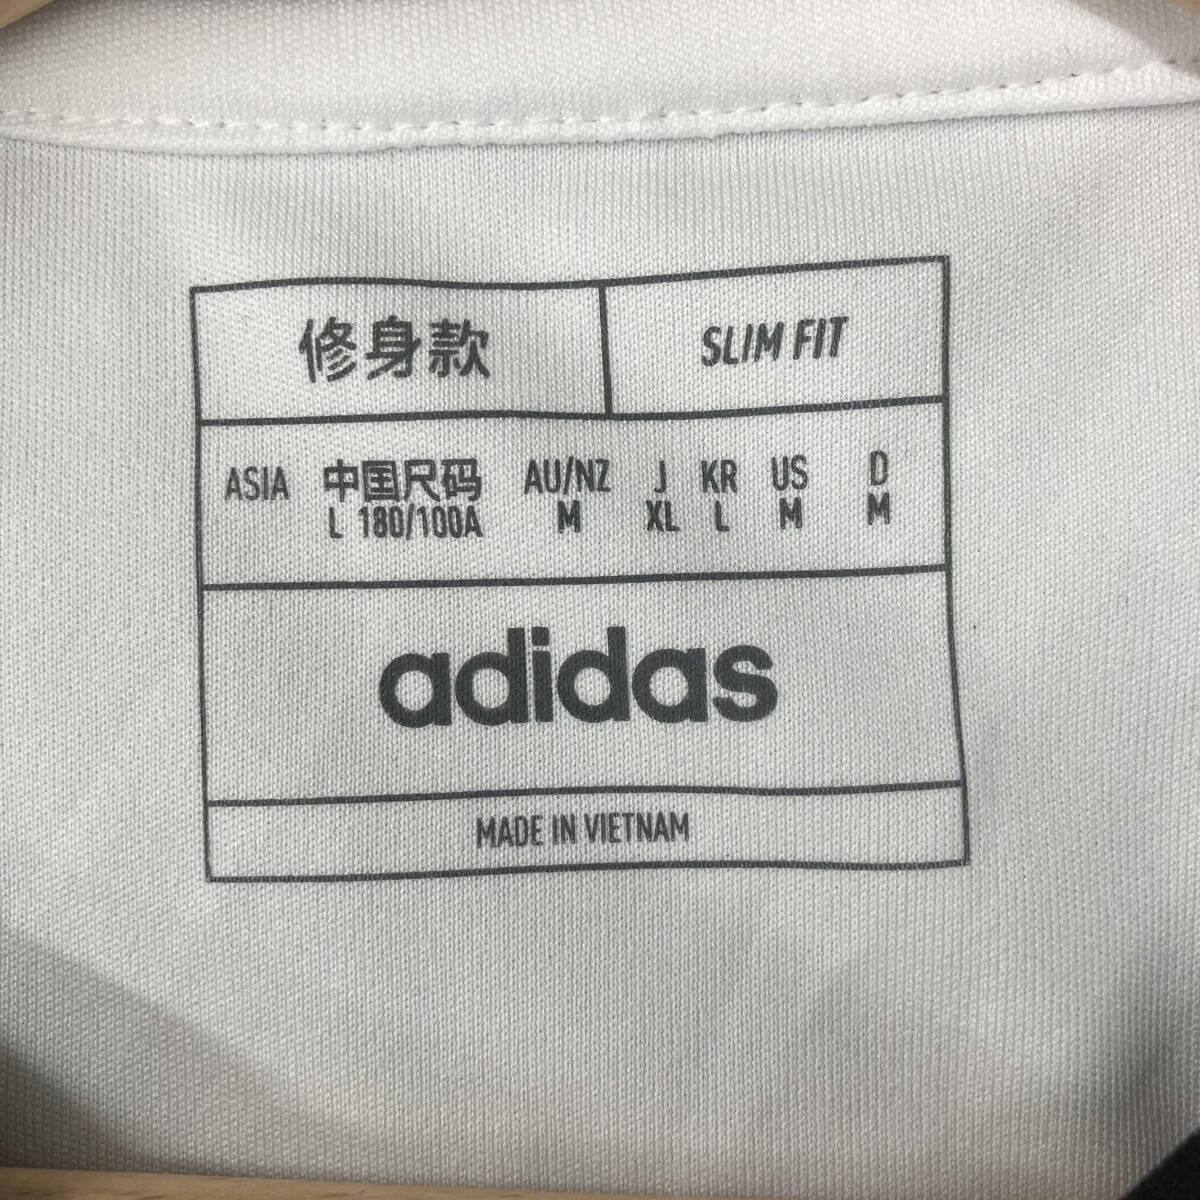 修身款 SLIM FIT
ASIA 中国尺码 AU/NZ J KR US D
L 180/100A M XL L M M
adidas
MADE IN VIETNAM